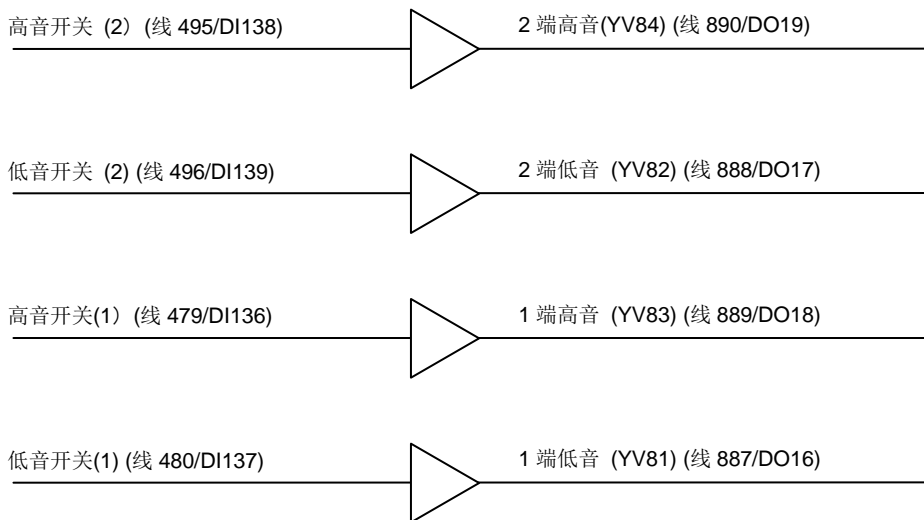 高音开关 (2）(线 495/DI138)
2 端高音(YV84) (线 890/DO19)
低音开关 (2) (线 496/DI139)
2 端低音 (YV82) (线 888/DO17)
高音开关(1）(线 479/DI136)
1 端高音 (YV83) (线 889/DO18)
低音开关(1) (线 480/DI137)
1 端低音 (YV81) (线 887/DO16)